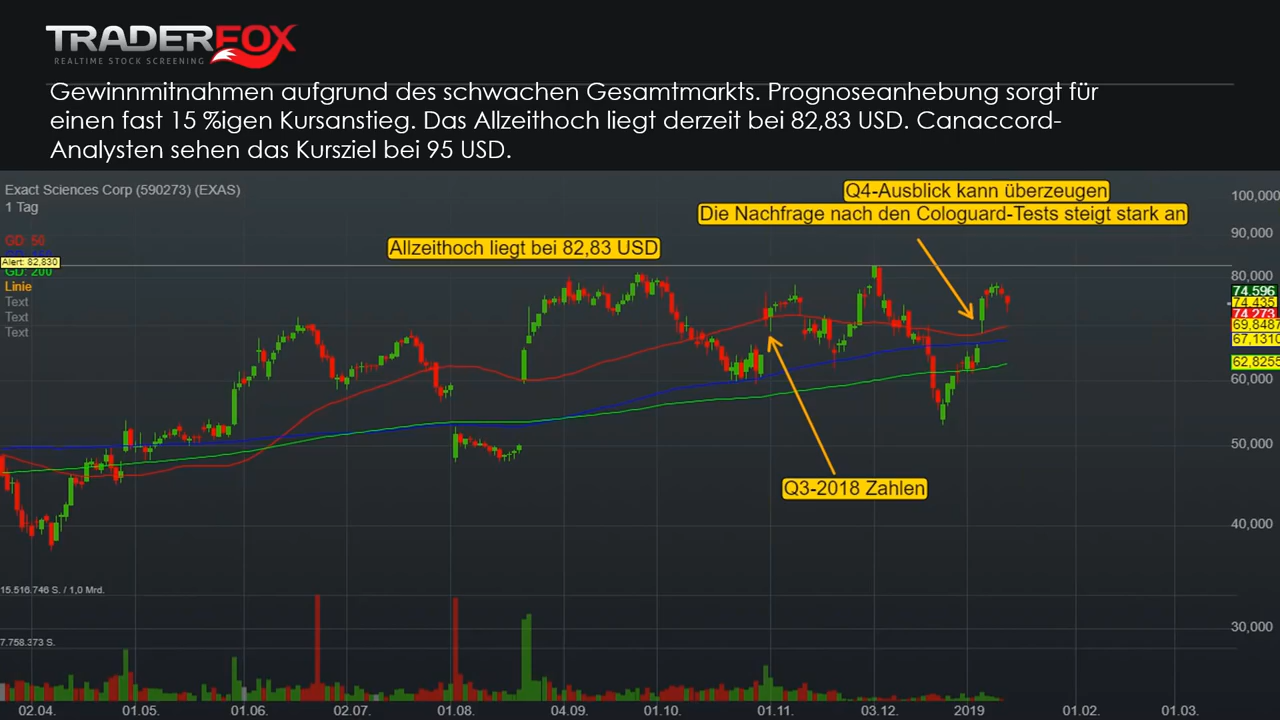 TRADERFOX
REALTIME STOCK SCREENING
Gewinnmitnahmen aufgrund des schwachen Gesamtmarkts. Prognoseanhebung sorgt für
einen fast 15 %igen Kursanstieg. Das Allzeithoch liegt derzeit bei 82,83 USD. Canaccord-
Analysten sehen das Kursziel bei 95 USD.
Exact Sciences Corp (590273) (EXAS)
1 Tag
Q4-Ausblick kann überzeugen
Die Nachfrage nach den Cologuard-Tests steigt stark an
Allzeithoch liegt bei 82,83 USD
GD: 50
Alert: 82,830
GD: 200
Linie
Text
Text
Text
Q3-2018 Zahlen
100,000
90,000
80,000
74,596
74,435
74,273
69,8487
67,1310
62,8255
60,000
50,000
40,000
30,000
15.516.746 S. / 1,0 Mrd.
7.758.373 S.
02.04. 01.05. 01.06. 02.07. 01.08. 04.09. 01.10. 01.11. 03.12. 2019 01.02. 01.03.